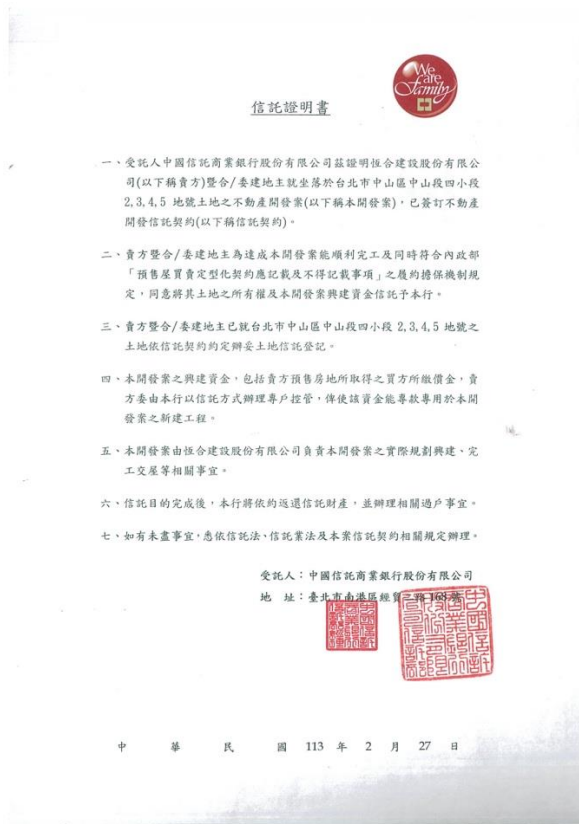 We are Family
信託證明書
一、受託人中國信託商業銀行股份有限公司茲證明恆合建設股份有限公
司(以下稱賣方)暨合/委建地主就坐落於台北市中山區中山段四小段
2,3,4,5 地號土地之不動產開發案(以下稱本開發案)，已簽訂不動產
開發信託契約(以下稱信託契約)。
二、賣方暨合/委建地主為達成本開發案能順利完工及同時符合內政部
「預售屋買賣定型化契約應記載及不得記載事項」之履約擔保機制規
定，同意將其土地之所有權及本開發案興建資金信託予本行。
三、賣方暨合/委建地主已就台北市中山區中山段四小段 2,3,4,5 地號之
土地依信託契約約定辦妥土地信託登記。
四、本開發案之興建資金，包括賣方預售房地所取得之買方所繳價金，賣
方委由本行以信託方式辦理專戶控管，俾使該資金能專款專用於本開
發案之新建工程。
五、本開發案由恆合建設股份有限公司負責本開發案之實際規劃興建、完
工交屋等相關事宜。
六、信託目的完成後，本行將依約返還信託財產，並辦理相關過戶事宜。
七、如有未盡事宜，悉依信託法、信託業法及本案信託契約相關規定辦理。
受託人：中國信託商業銀行股份有限公司
地 址：臺北市南港區經貿二路168號
中 華 民 國 113 年 2 月 27 日